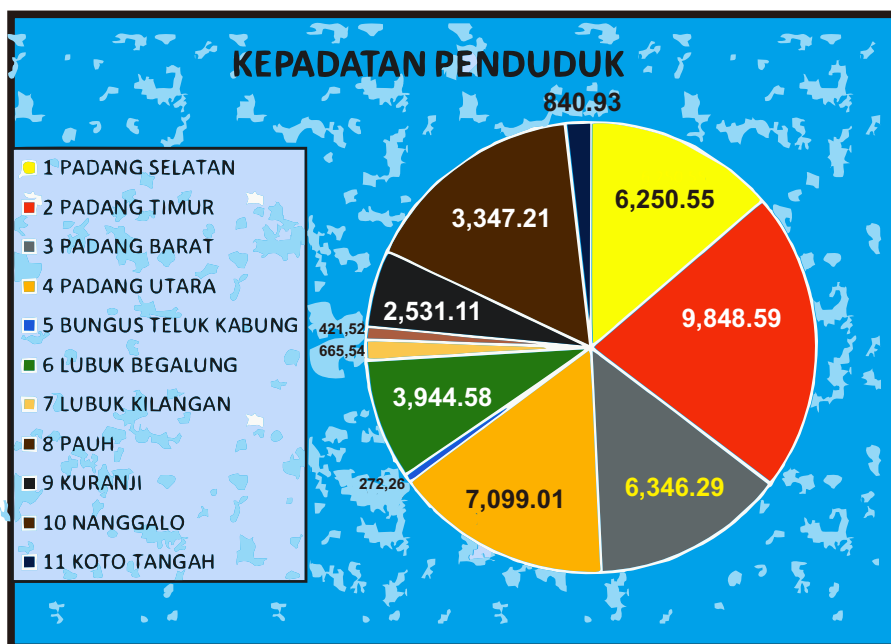 KEPADATAN PENDUDUK
840.93
1 PADANG SELATAN
2 PADANG TIMUR
3 PADANG BARAT
4 PADANG UTARA
5 BUNGUS TELUK KABUNG
6 LUBUK BEGALUNG
7 LUBUK KILANGAN
8 PAUH
9 KURANJI
10 NANGGALO
11 KOTO TANGAH
6,250.55
9,848.59
6,346.29
7,099.01
272,26
3,944.58
665,54
421,52
2,531.11
3,347.21